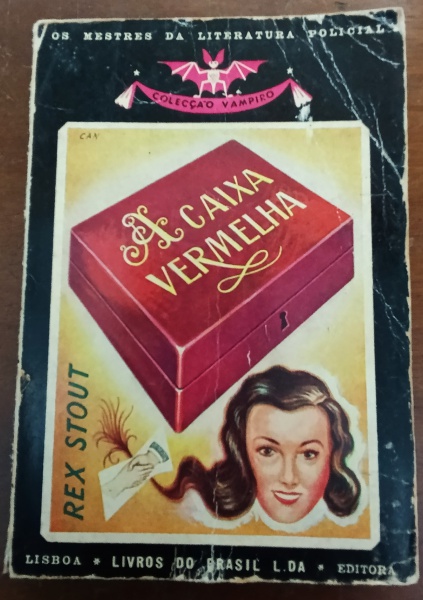 OS MESTRES DA LITERATURA POLICIAL
COLECÇÃO VAMPIRO
CAN
A CAIXA
VERMELHA
REX STOUT
LISBOA * LIVROS DO BRASIL L.DA * EDITORA